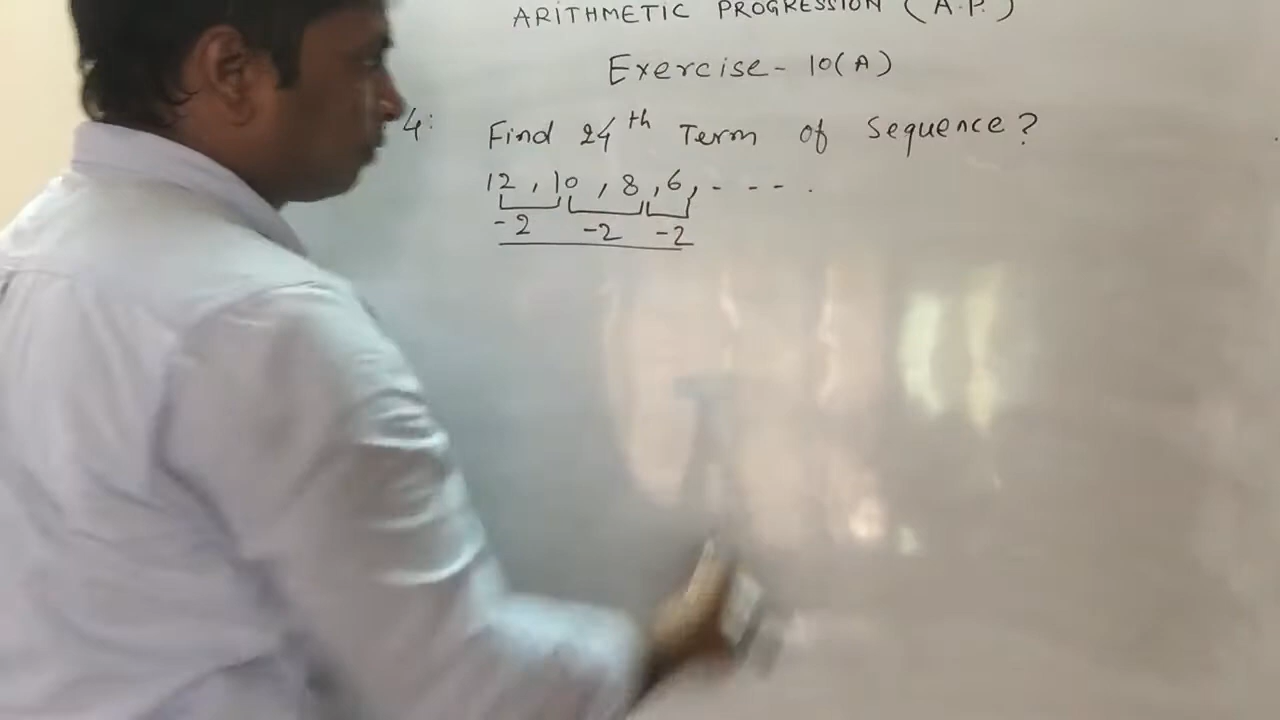 ARITHMETIC PROGRESSION (A.P.)
Exercise - 10(A)
4: Find 24th Term of Sequence?
12, 10, 8, 6, - - - .
-2 -2 -2